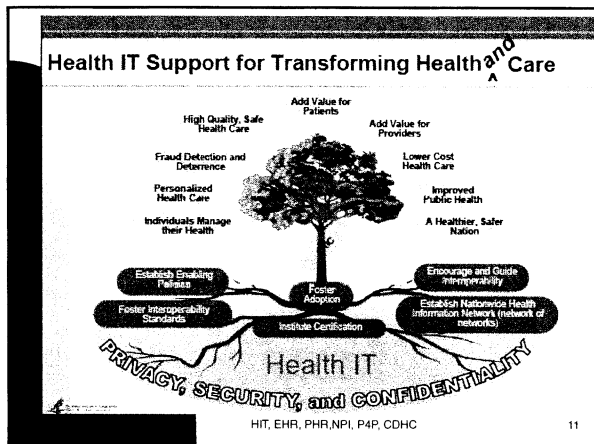 Health IT Support for Transforming Health and Care
^
Add Value for
Patients
High Quality, Safe
Health Care
Add Value for
Providers
Fraud Detection and
Deterrence
Lower Cost
Health Care
Personalized
Health Care
Improved
Public Health
Individuals Manage
their Health
A Healthier, Safer
Nation
Establish Enabling
Policies
Foster
Adoption
Encourage and Guide
Interoperability
Foster Interoperability
Standards
Institute Certification
Establish Nationwide Health
Information Network (network of
networks)
Health IT
PRIVACY, SECURITY, and CONFIDENTIALITY
HIT, EHR, PHR,NPI, P4P, CDHC
11